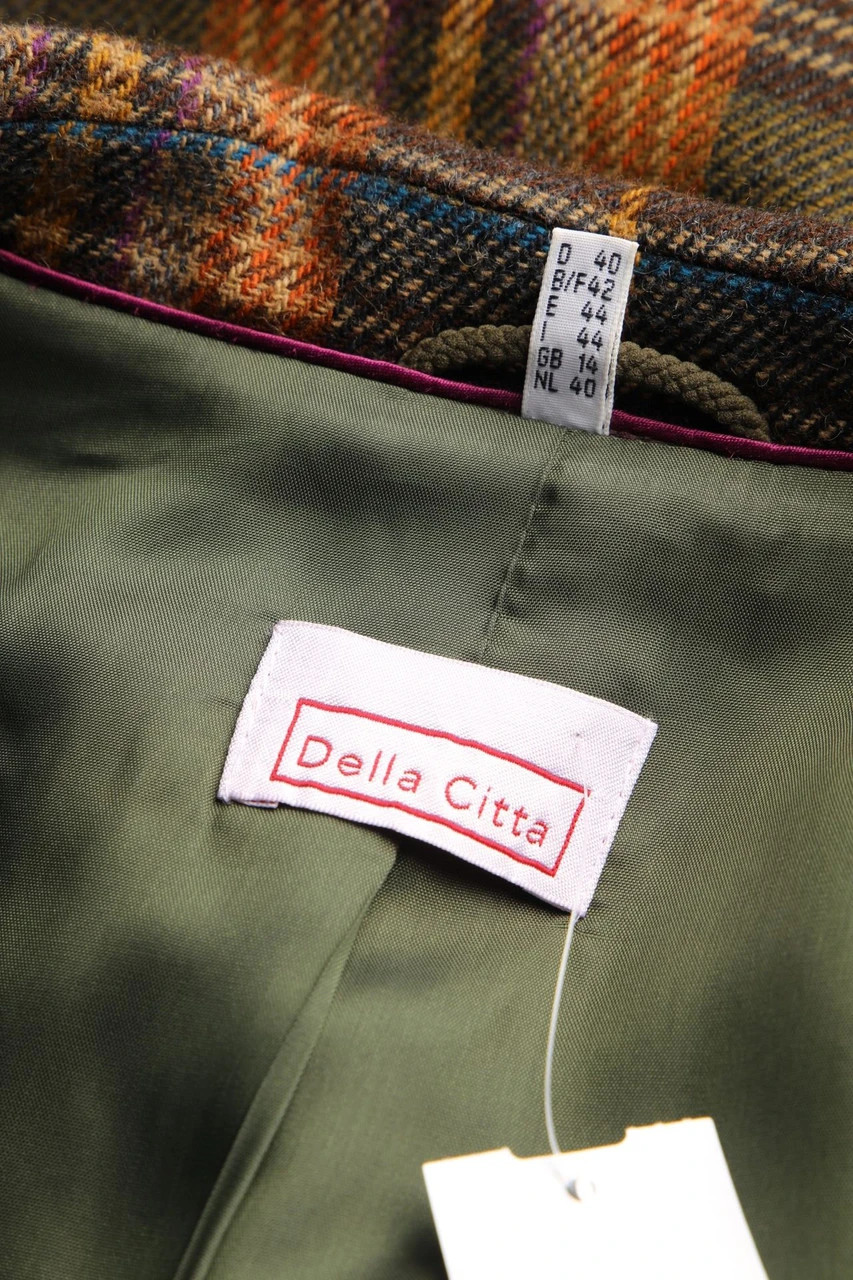 D 40
B/F 42
E 44
I 44
GB 14
NL 40
Della Citta